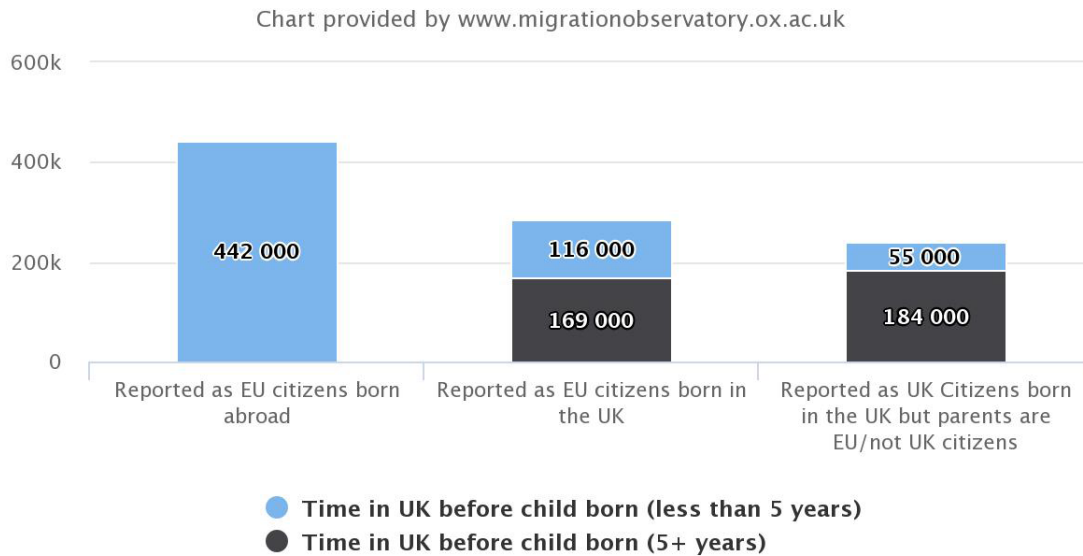 Chart provided by www.migrationobservatory.ox.ac.uk
600k
400k
200k
0
442 000
116 000
169 000
55 000
184 000
Reported as EU citizens born
abroad
Reported as EU citizens born in
the UK
Reported as UK Citizens born
in the UK but parents are
EU/not UK citizens
Time in UK before child born (less than 5 years)
Time in UK before child born (5+ years)